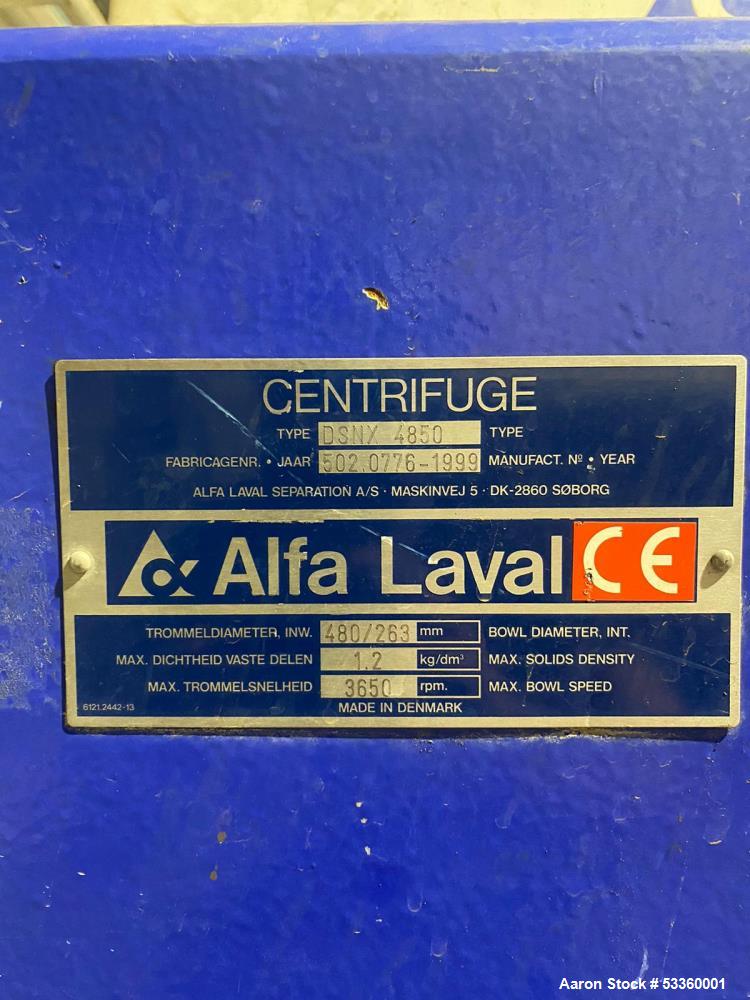 CENTRIFUGE
TYPE DSNX 4850 TYPE
FABRICAGENR. • JAAR 502.0776-1999 MANUFACT. Nº • YEAR
ALFA LAVAL SEPARATION A/S · MASKINVEJ 5 · DK-2860 SØBORG
Alfa Laval CE
TROMMELDIAMETER, INW. 480/263 mm BOWL DIAMETER, INT.
MAX. DICHTHEID VASTE DELEN 1.2 kg/dm³ MAX. SOLIDS DENSITY
MAX. TROMMELSNELHEID 3650 rpm. MAX. BOWL SPEED
6121.2442-13 MADE IN DENMARK
Aaron Stock # 53360001